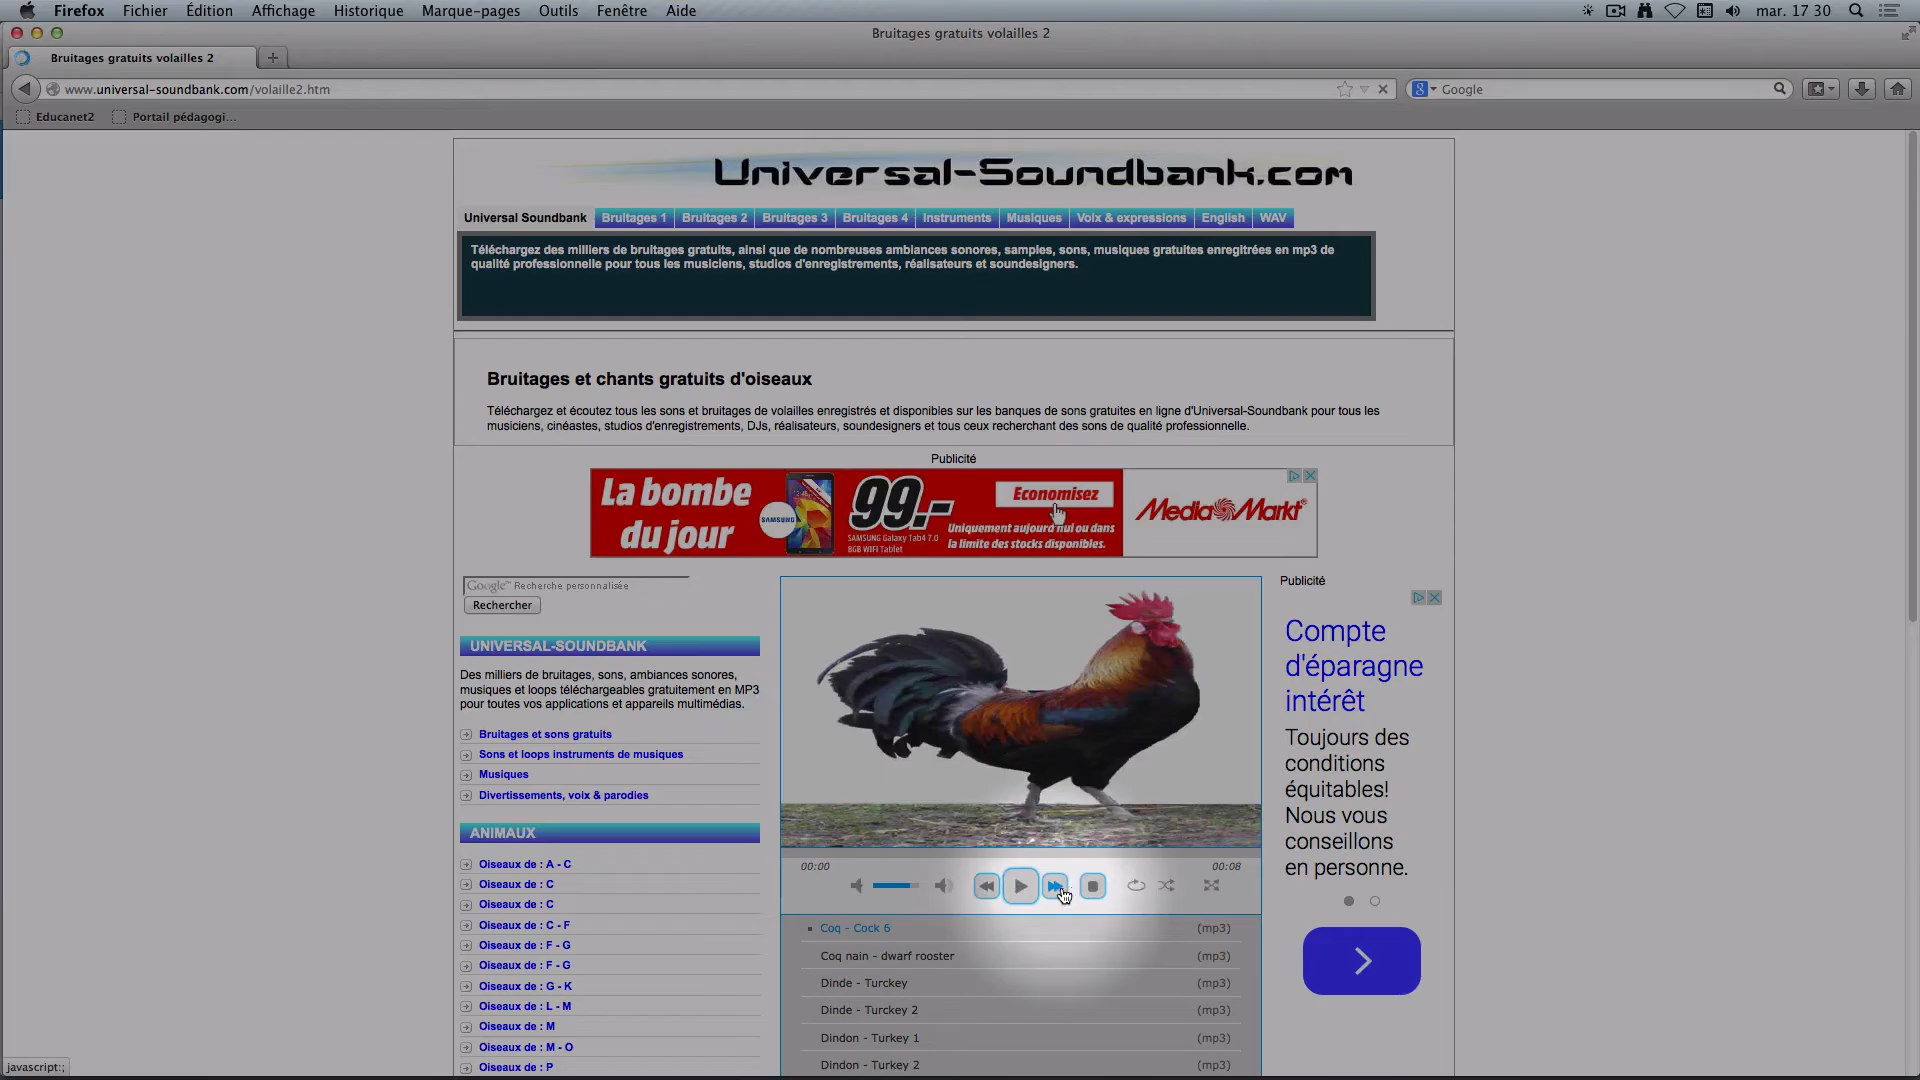 Firefox Fichier Édition Affichage Historique Marque-pages Outils Fenêtre Aide mar. 17 30
Bruitages gratuits volailles 2
Bruitages gratuits volailles 2
www.universal-soundbank.com/volaille2.htm
Google
Educanet2 Portail pédagogi...
Universal-Soundbank.com
Universal Soundbank Bruitages 1 Bruitages 2 Bruitages 3 Bruitages 4 Instruments Musiques Voix & expressions English WAV
Téléchargez des milliers de bruitages gratuits, ainsi que de nombreuses ambiances sonores, samples, sons, musiques gratuites enregitrées en mp3 de
qualité professionnelle pour tous les musiciens, studios d'enregistrements, réalisateurs et soundesigners.
Bruitages et chants gratuits d'oiseaux
Téléchargez et écoutez tous les sons et bruitages de volailles enregistrés et disponibles sur les banques de sons gratuites en ligne d'Universal-Soundbank pour tous les
musiciens, cinéastes, studios d'enregistrements, DJs, réalisateurs, soundesigners et tous ceux recherchant des sons de qualité professionnelle.
Publicité
La bombe
du jour
SAMSUNG
99.-
SAMSUNG Galaxy Tab4 7.0
8GB WIFI Tablet
Economisez
Uniquement aujourd'hui ou dans
la limite des stocks disponibles.
Media Markt
Google™ Recherche personnalisée
Rechercher
UNIVERSAL-SOUNDBANK
Des milliers de bruitages, sons, ambiances sonores,
musiques et loops téléchargeables gratuitement en MP3
pour toutes vos applications et appareils multimédias.
Bruitages et sons gratuits
Sons et loops instruments de musiques
Musiques
Divertissements, voix & parodies
ANIMAUX
Oiseaux de : A - C
Oiseaux de : C
Oiseaux de : C
Oiseaux de : C - F
Oiseaux de : F - G
Oiseaux de : F - G
Oiseaux de : G - K
Oiseaux de : L - M
Oiseaux de : M
Oiseaux de : M - O
Oiseaux de : P
00:00 00:08
Coq - Cock 6 (mp3)
Coq nain - dwarf rooster (mp3)
Dinde - Turckey (mp3)
Dinde - Turckey 2 (mp3)
Dindon - Turkey 1 (mp3)
Dindon - Turkey 2 (mp3)
Publicité
Compte
d'éparagne
intérêt
Toujours des
conditions
équitables!
Nous vous
conseillons
en personne.
javascript:;